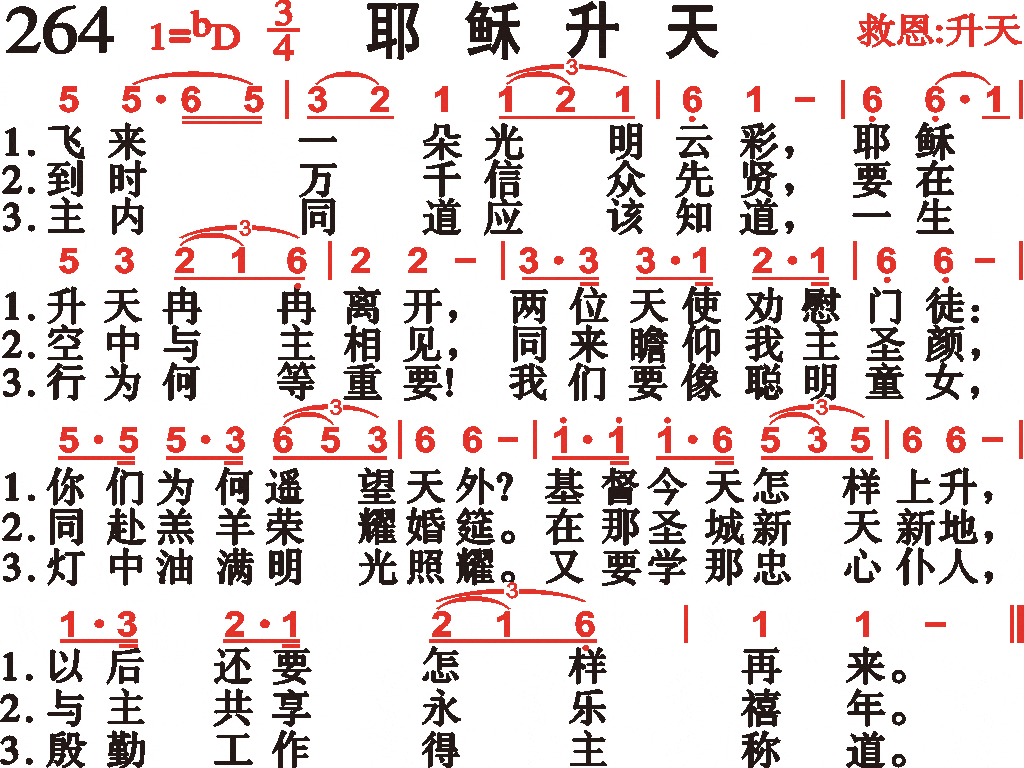 264 1=bD 3/4 耶稣升天 救恩:升天
5 5·6 5 | 3 2 1 1 2 1 | 6 1 – | 6 6·1 |
1.飞来一朵光明云彩,耶稣
2.到时万千信众先贤,要在
3.主内同道应该知道,一生
5 3 2 1 6 | 2 2 – | 3·3 3·1 2·1 | 6 6 – |
1.升天冉冉离开,两位天使劝慰门徒:
2.空中与主相见,同来瞻仰我主圣颜,
3.行为何等重要!我们要像聪明童女,
5·5 5·3 6 5 3 | 6 6 – | 1·1 1·6 5 3 5 | 6 6 – |
1.你们为何遥望天外?基督今天怎样上升,
2.同赴羔羊荣耀婚筵。在那圣城新天新地,
3.灯中油满明光照耀。又要学那忠心仆人,
1·3 2·1 2 1 6 | 1 1 – ‖
1.以后还要怎样再来。
2.与主共享永乐禧年。
3.殷勤工作得主称道。